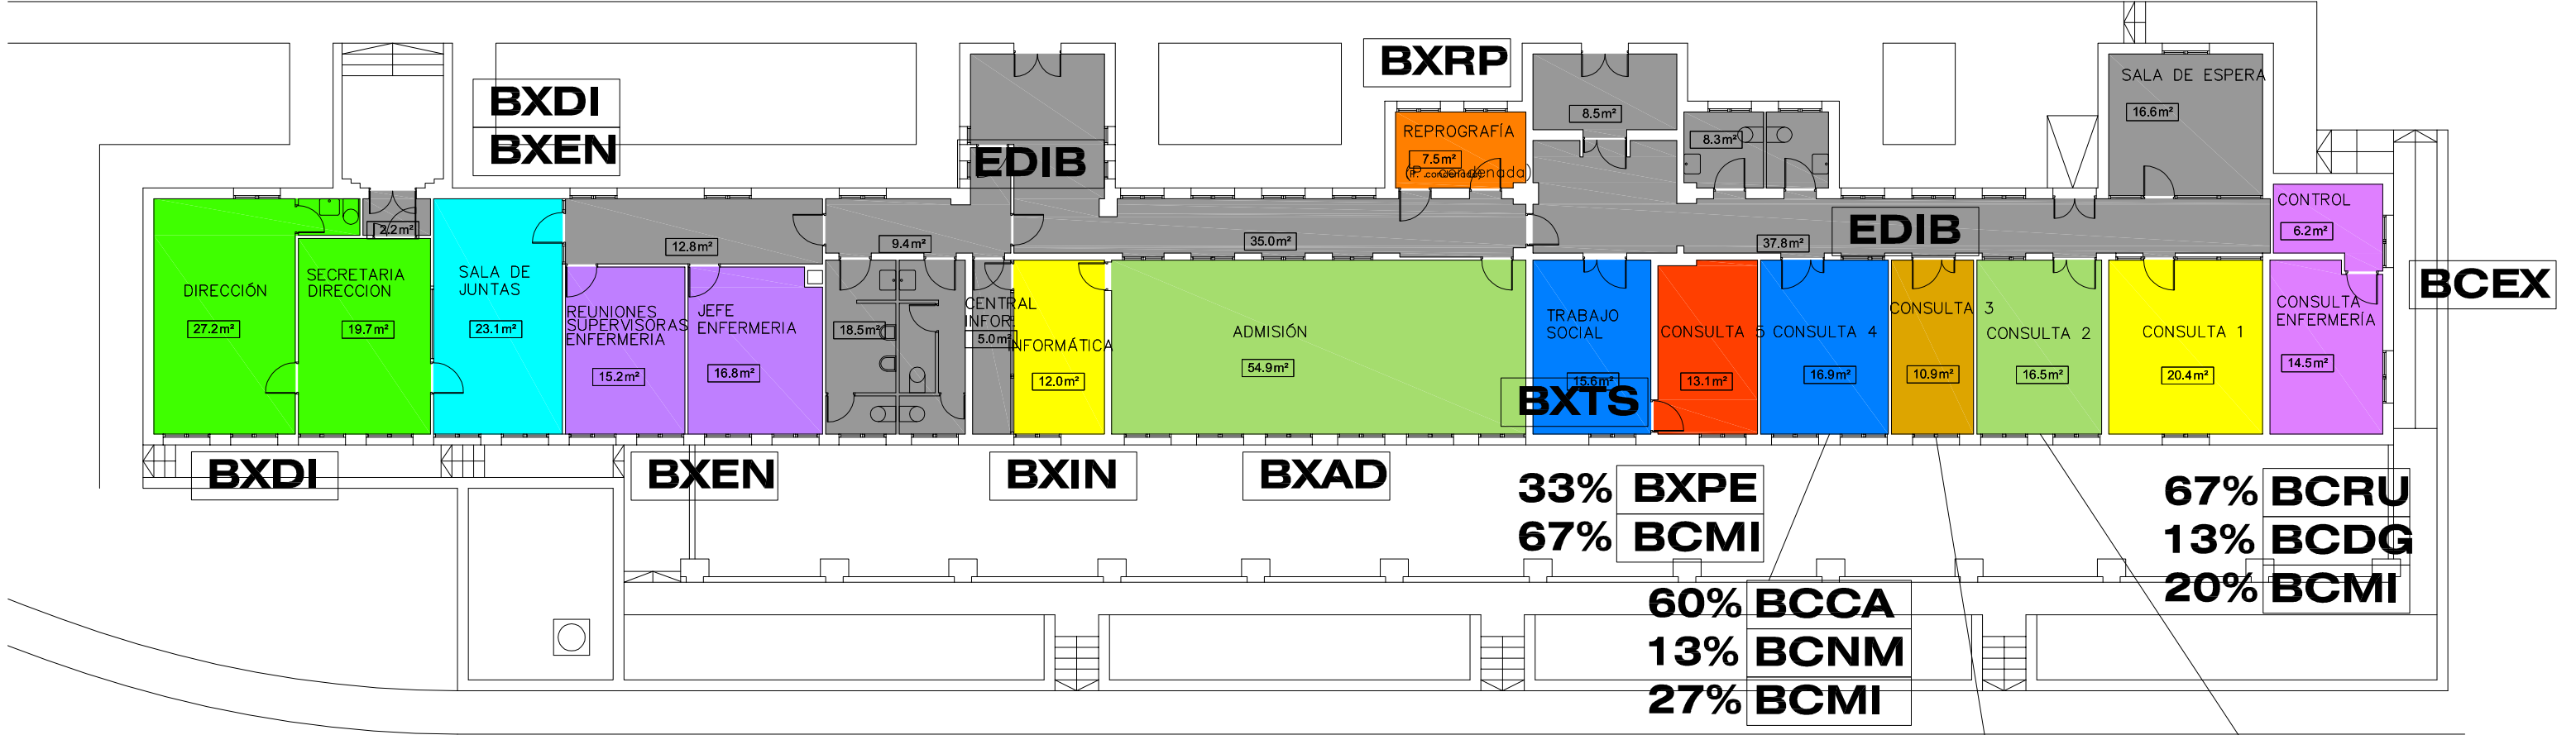 BXDI
BXEN
EDIB
BXRP
REPROGRAFÍA
7.5m²
8.5m²
8.3m²
SALA DE ESPERA
16.6m²
2.2m²
12.8m²
9.4m²
35.0m²
37.8m²
EDIB
CONTROL
6.2m²
DIRECCIÓN
27.2m²
SECRETARIA
DIRECCION
19.7m²
SALA DE
JUNTAS
23.1m²
REUNIONES
SUPERVISORAS
ENFERMERIA
15.2m²
JEFE
ENFERMERIA
16.8m²
18.5m²
CENTRAL
INFOR.
5.0m²
INFORMÁTICA
12.0m²
ADMISIÓN
54.9m²
TRABAJO
SOCIAL
15.6m²
BXTS
CONSULTA 5
13.1m²
CONSULTA 4
16.9m²
CONSULTA 3
10.9m²
CONSULTA 2
16.5m²
CONSULTA 1
20.4m²
CONSULTA
ENFERMERÍA
14.5m²
BCEX
BXDI
BXEN
BXIN
BXAD
33% BXPE
67% BCMI
60% BCCA
13% BCNM
27% BCMI
67% BCRU
13% BCDG
20% BCMI